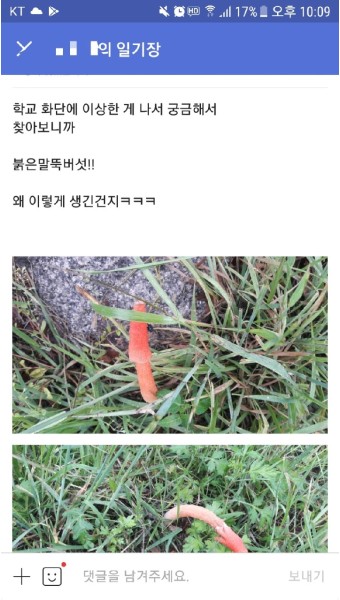 KT HD 17% 오후 10:09
의 일기장
학교 화단에 이상한 게 나서 궁금해서
찾아보니까
붉은말뚝버섯!!
왜 이렇게 생긴건지ㅋㅋㅋ
댓글을 남겨주세요.
보내기